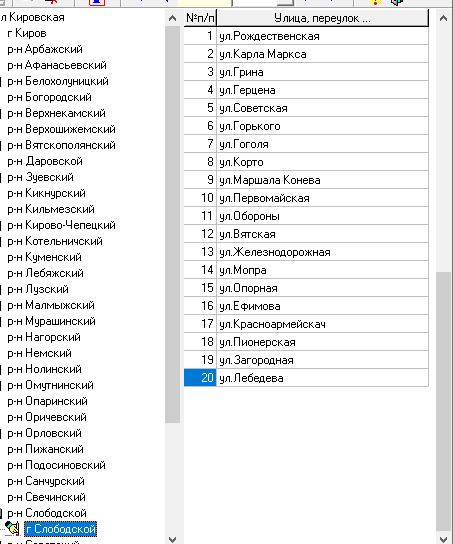 л Кировская
г Киров
р-н Арбажский
р-н Афанасьевский
р-н Белохолуницкий
р-н Богородский
р-н Верхнекамский
р-н Верхошижемский
р-н Вятскополянский
р-н Даровской
р-н Зуевский
р-н Кикнурский
р-н Кильмезский
р-н Кирово-Чепецкий
р-н Котельничский
р-н Куменский
р-н Лебяжский
р-н Лузский
р-н Малмыжский
р-н Мурашинский
р-н Нагорский
р-н Немский
р-н Нолинский
р-н Омутнинский
р-н Опаринский
р-н Оричевский
р-н Орловский
р-н Пижанский
р-н Подосиновский
р-н Санчурский
р-н Свечинский
р-н Слободской
г Слободской
№п/п Улица, переулок ...
1 ул.Рождественская
2 ул.Карла Маркса
3 ул.Грина
4 ул.Герцена
5 ул.Советская
6 ул.Горького
7 ул.Гоголя
8 ул.Корто
9 ул.Маршала Конева
10 ул.Первомайская
11 ул.Обороны
12 ул.Вятская
13 ул.Железнодорожная
14 ул.Мопра
15 ул.Опорная
16 ул.Ефимова
17 ул.Красноармейскач
18 ул.Пионерская
19 ул.Загородная
20 ул.Лебедева